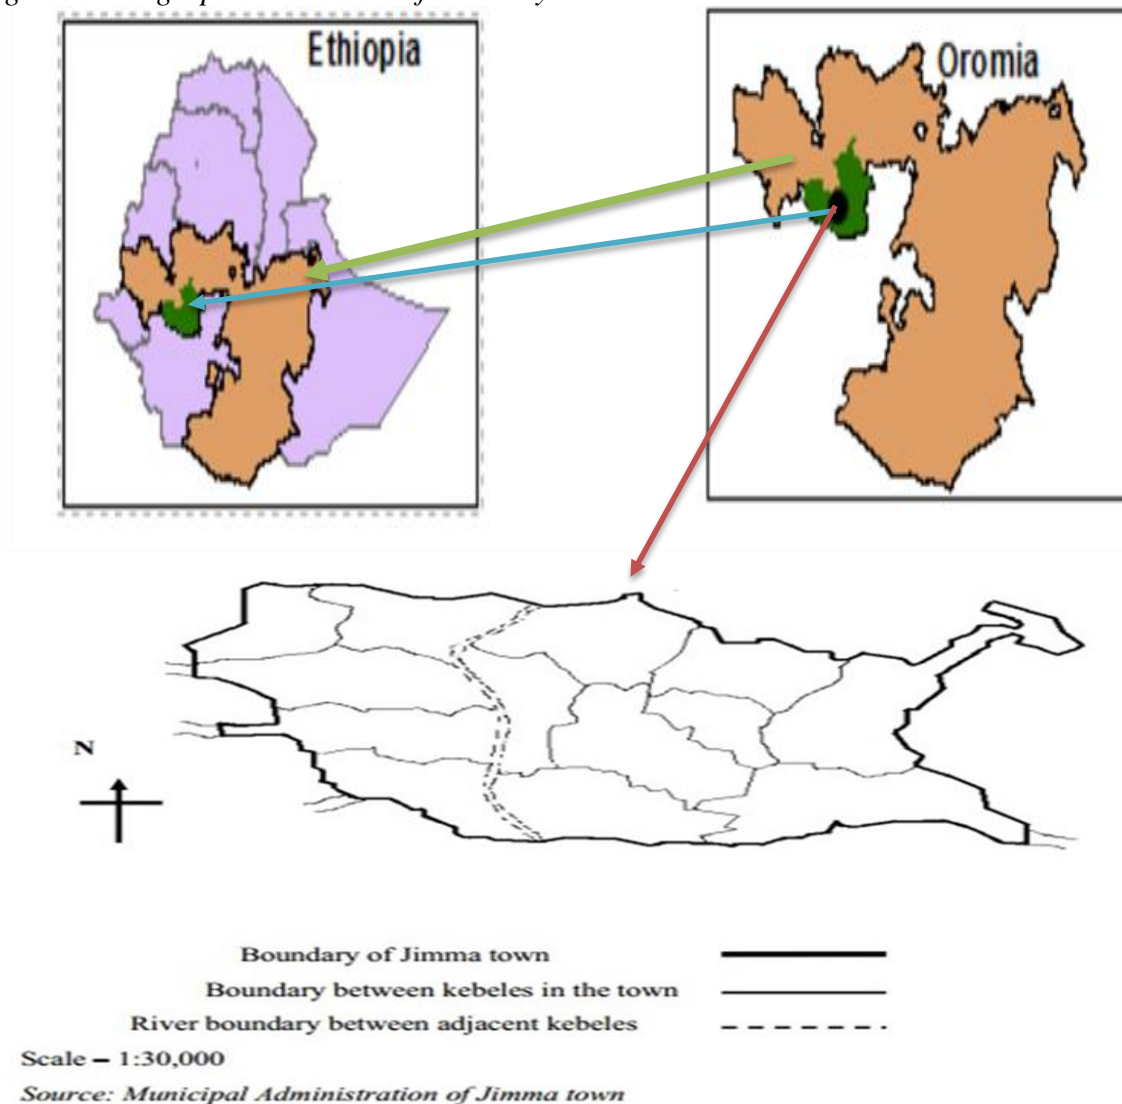 Ethiopia
Oromia
N
Boundary of Jimma town
Boundary between kebeles in the town
River boundary between adjacent kebeles
Scale – 1:30,000
Source: Municipal Administration of Jimma town